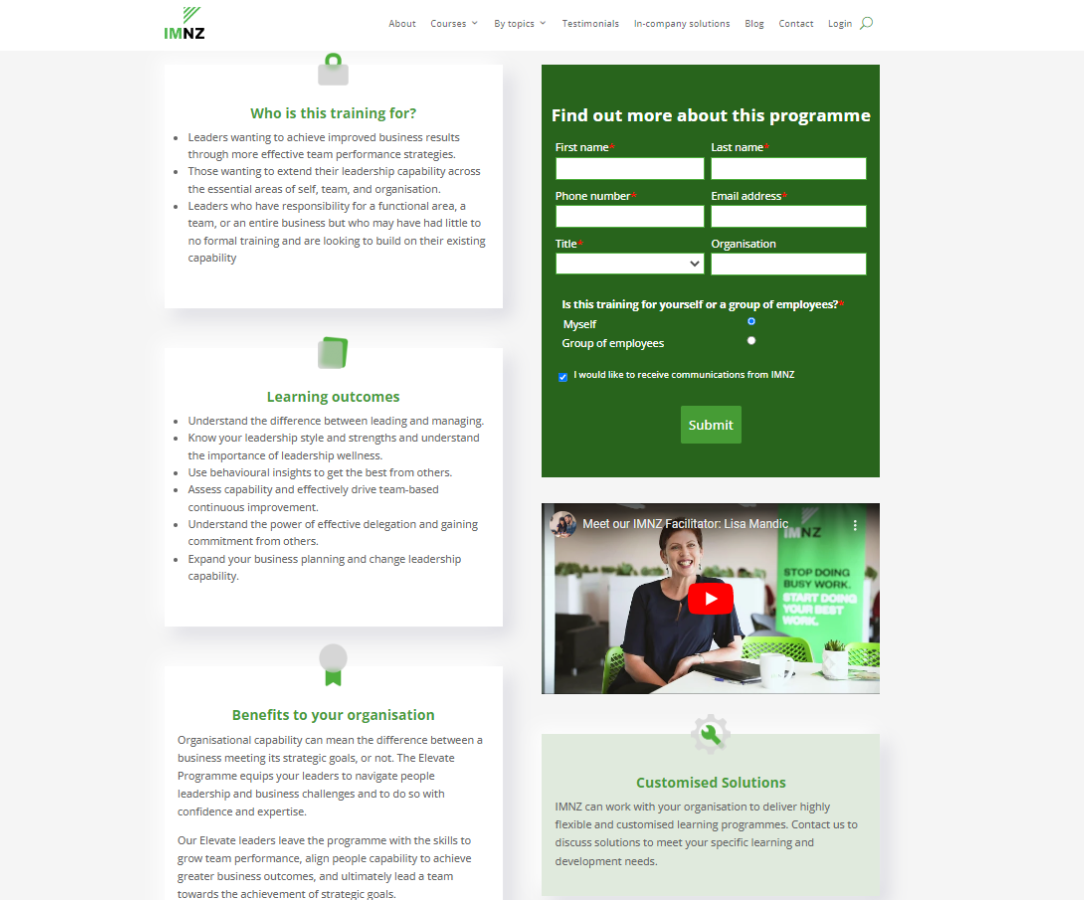 IMNZ
About
Courses
By topics
Testimonials
In-company solutions
Blog
Contact
Login
Who is this training for?
Leaders wanting to achieve improved business results
through more effective team performance strategies.
Those wanting to extend their leadership capability across
the essential areas of self, team, and organisation.
Leaders who have responsibility for a functional area, a
team, or an entire business but who may have had little to
no formal training and are looking to build on their existing
capability
Learning outcomes
Understand the difference between leading and managing.
Know your leadership style and strengths and understand
the importance of leadership wellness.
Use behavioural insights to get the best from others.
Assess capability and effectively drive team-based
continuous improvement.
Understand the power of effective delegation and gaining
commitment from others.
Expand your business planning and change leadership
capability.
Benefits to your organisation
Organisational capability can mean the difference between a
business meeting its strategic goals, or not. The Elevate
Programme equips your leaders to navigate people
leadership and business challenges and to do so with
confidence and expertise.
Our Elevate leaders leave the programme with the skills to
grow team performance, align people capability to achieve
greater business outcomes, and ultimately lead a team
towards the achievement of strategic goals.
Find out more about this programme
First name*
Last name*
Phone number*
Email address*
Title*
Organisation
Is this training for yourself or a group of employees?*
Myself
Group of employees
I would like to receive communications from IMNZ
Submit
Meet our IMNZ Facilitator: Lisa Mandic
IMNZ
STOP DOING
BUSY WORK.
START DOING
YOUR BEST
WORK.
Customised Solutions
IMNZ can work with your organisation to deliver highly
flexible and customised learning programmes. Contact us to
discuss solutions to meet your specific learning and
development needs.